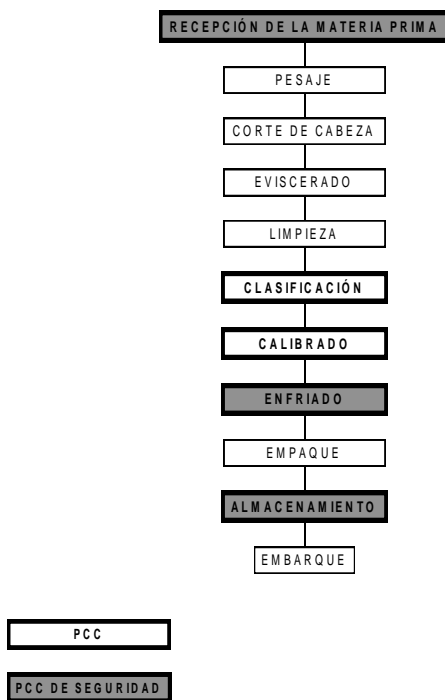 RECEPCIÓN DE LA MATERIA PRIMA
PESAJE
CORTE DE CABEZA
EVISCERADO
LIMPIEZA
CLASIFICACIÓN
CALIBRADO
ENFRIADO
EMPAQUE
ALMACENAMIENTO
EMBARQUE
PCC
PCC DE SEGURIDAD